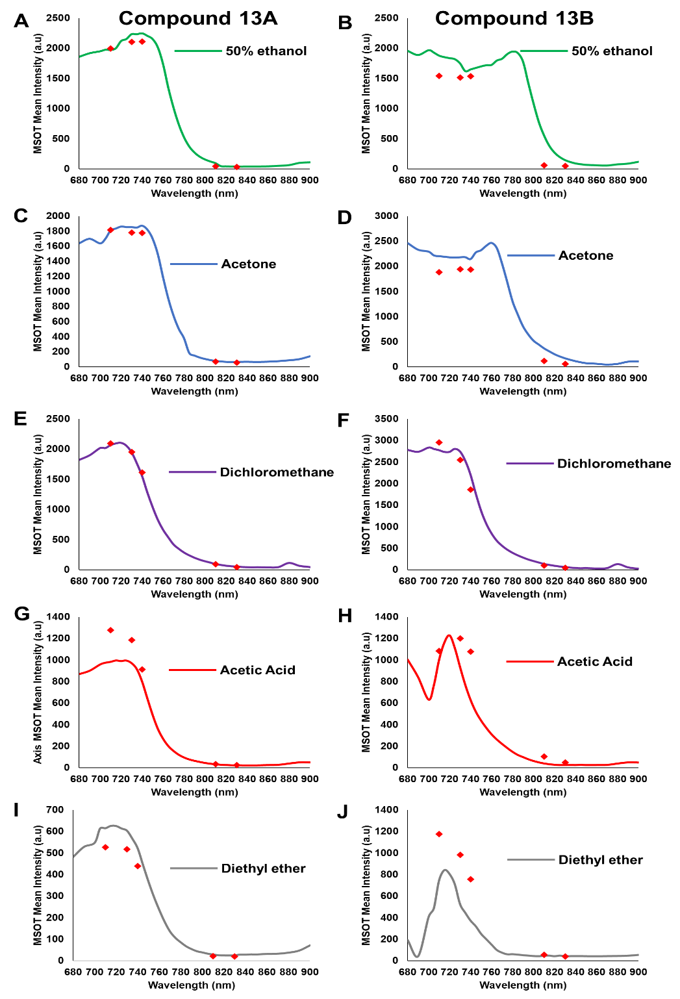 Compound 13A
Compound 13B
A
MSOT Mean Intensity (a.u)
2500
2000
1500
1000
500
0
50% ethanol
680 700 720 740 760 780 800 820 840 860 880 900
Wavelength (nm)
B
MSOT Mean Intensity (a.u)
2500
2000
1500
1000
500
0
50% ethanol
680 700 720 740 760 780 800 820 840 860 880 900
Wavelength (nm)
C
MSOT Mean Intensity (a.u)
2000
1800
1600
1400
1200
1000
800
600
400
200
0
Acetone
680 700 720 740 760 780 800 820 840 860 880 900
Wavelength (nm)
D
MSOT Mean Intensity (a.u)
3000
2500
2000
1500
1000
500
0
Acetone
680 700 720 740 760 780 800 820 840 860 880 900
Wavelength (nm)
E
MSOT Mean Intensity (a.u)
2500
2000
1500
1000
500
0
Dichloromethane
680 700 720 740 760 780 800 820 840 860 880 900
Wavelength (nm)
F
MSOT Mean Intensity (a.u)
3500
3000
2500
2000
1500
1000
500
0
Dichloromethane
680 700 720 740 760 780 800 820 840 860 880 900
Wavelength (nm)
G
Axis MSOT Mean Intensity (a.u)
1400
1200
1000
800
600
400
200
0
Acetic Acid
680 700 720 740 760 780 800 820 840 860 880 900
Wavelength (nm)
H
MSOT Mean Intensity (a.u)
1400
1200
1000
800
600
400
200
0
Acetic Acid
680 700 720 740 760 780 800 820 840 860 880 900
Wavelength (nm)
I
MSOT Mean Intensity (a.u)
700
600
500
400
300
200
100
0
Diethyl ether
680 700 720 740 760 780 800 820 840 860 880 900
Wavelength (nm)
J
MSOT Mean Intensity (a.u)
1400
1200
1000
800
600
400
200
0
Diethyl ether
680 700 720 740 760 780 800 820 840 860 880 900
Wavelength (nm)